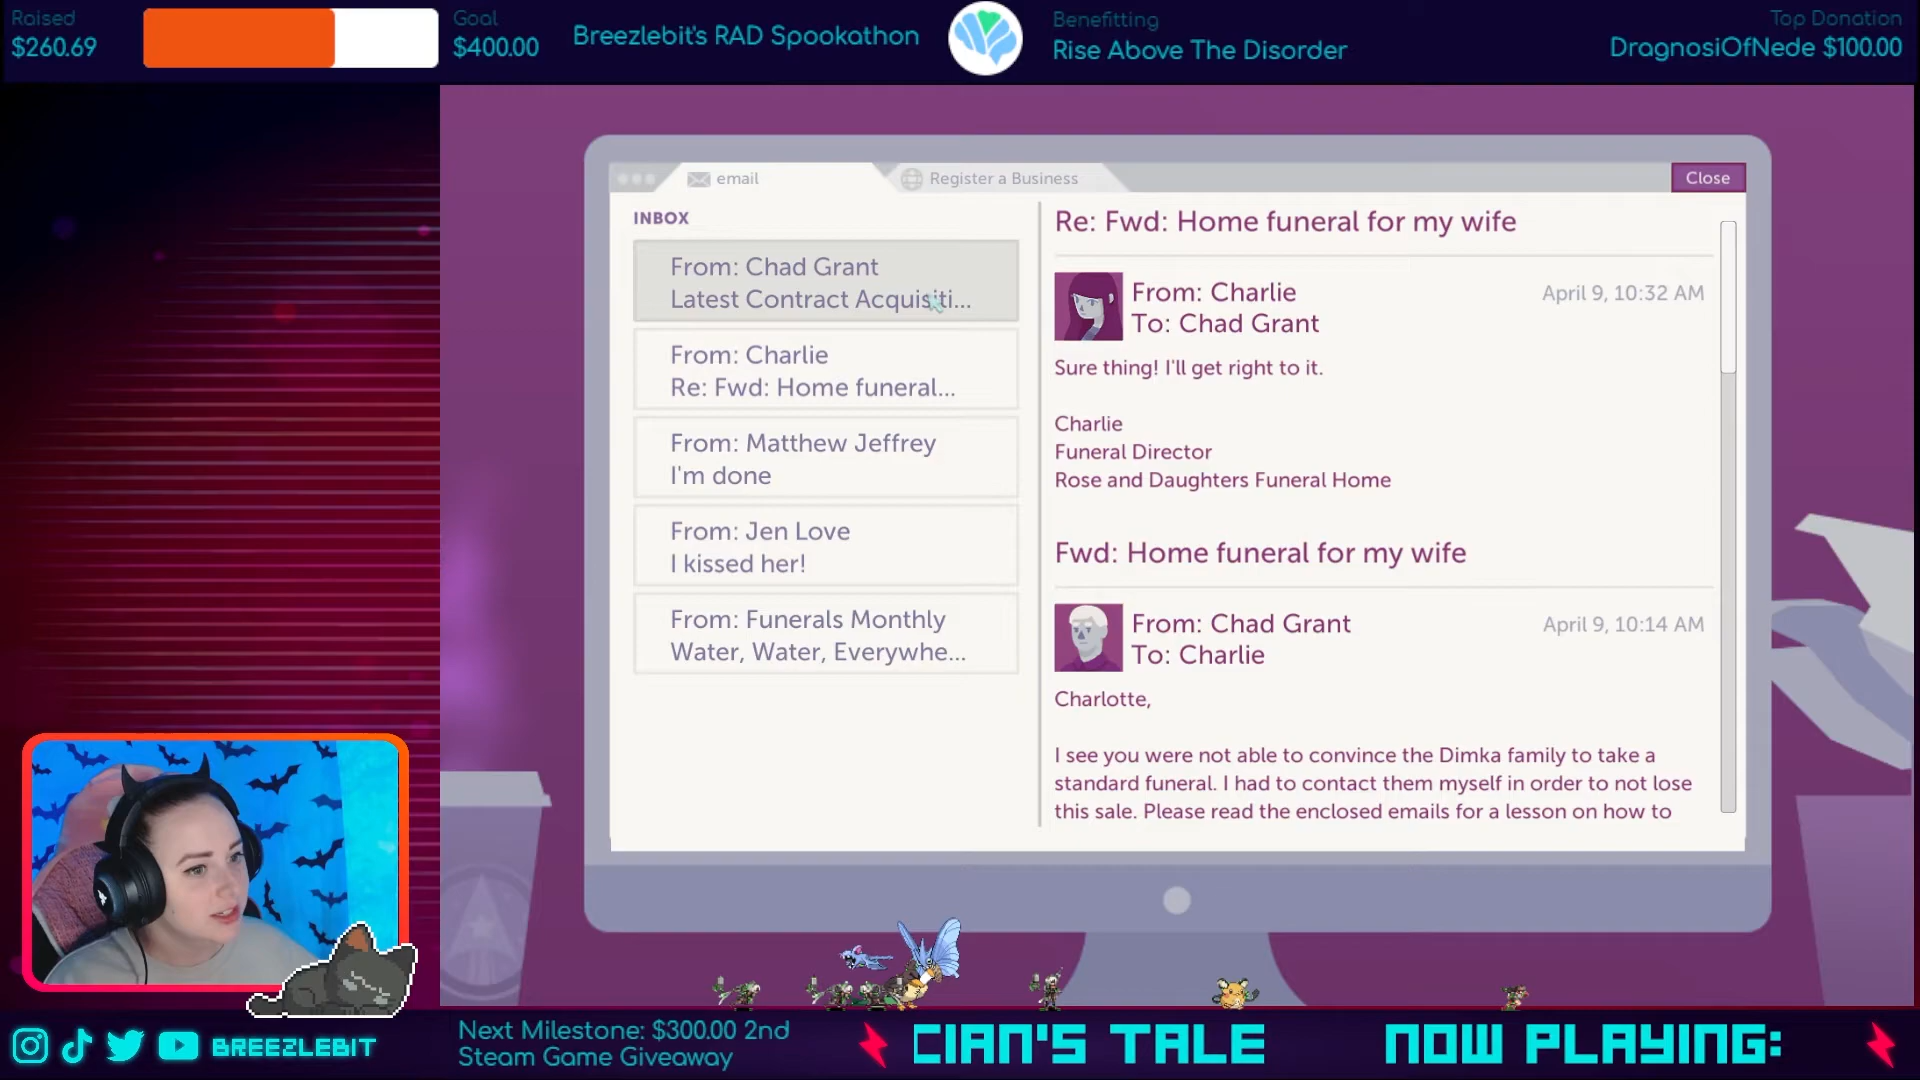 Raised
$260.69
Goal
$400.00
Breezlebit's RAD Spookathon
Benefitting
Rise Above The Disorder
Top Donation
DragnosiOfNede $100.00
email
Register a Business
Close
INBOX
From: Chad Grant
Latest Contract Acquisiti...
From: Charlie
Re: Fwd: Home funeral...
From: Matthew Jeffrey
I'm done
From: Jen Love
I kissed her!
From: Funerals Monthly
Water, Water, Everywhe...
Re: Fwd: Home funeral for my wife
From: Charlie
April 9, 10:32 AM
To: Chad Grant
Sure thing! I'll get right to it.
Charlie
Funeral Director
Rose and Daughters Funeral Home
Fwd: Home funeral for my wife
From: Chad Grant
April 9, 10:14 AM
To: Charlie
Charlotte,
I see you were not able to convince the Dimka family to take a
standard funeral. I had to contact them myself in order to not lose
this sale. Please read the enclosed emails for a lesson on how to
BREEZLEBIT
Next Milestone: $300.00 2nd
Steam Game Giveaway
CIAN'S TALE
NOW PLAYING: